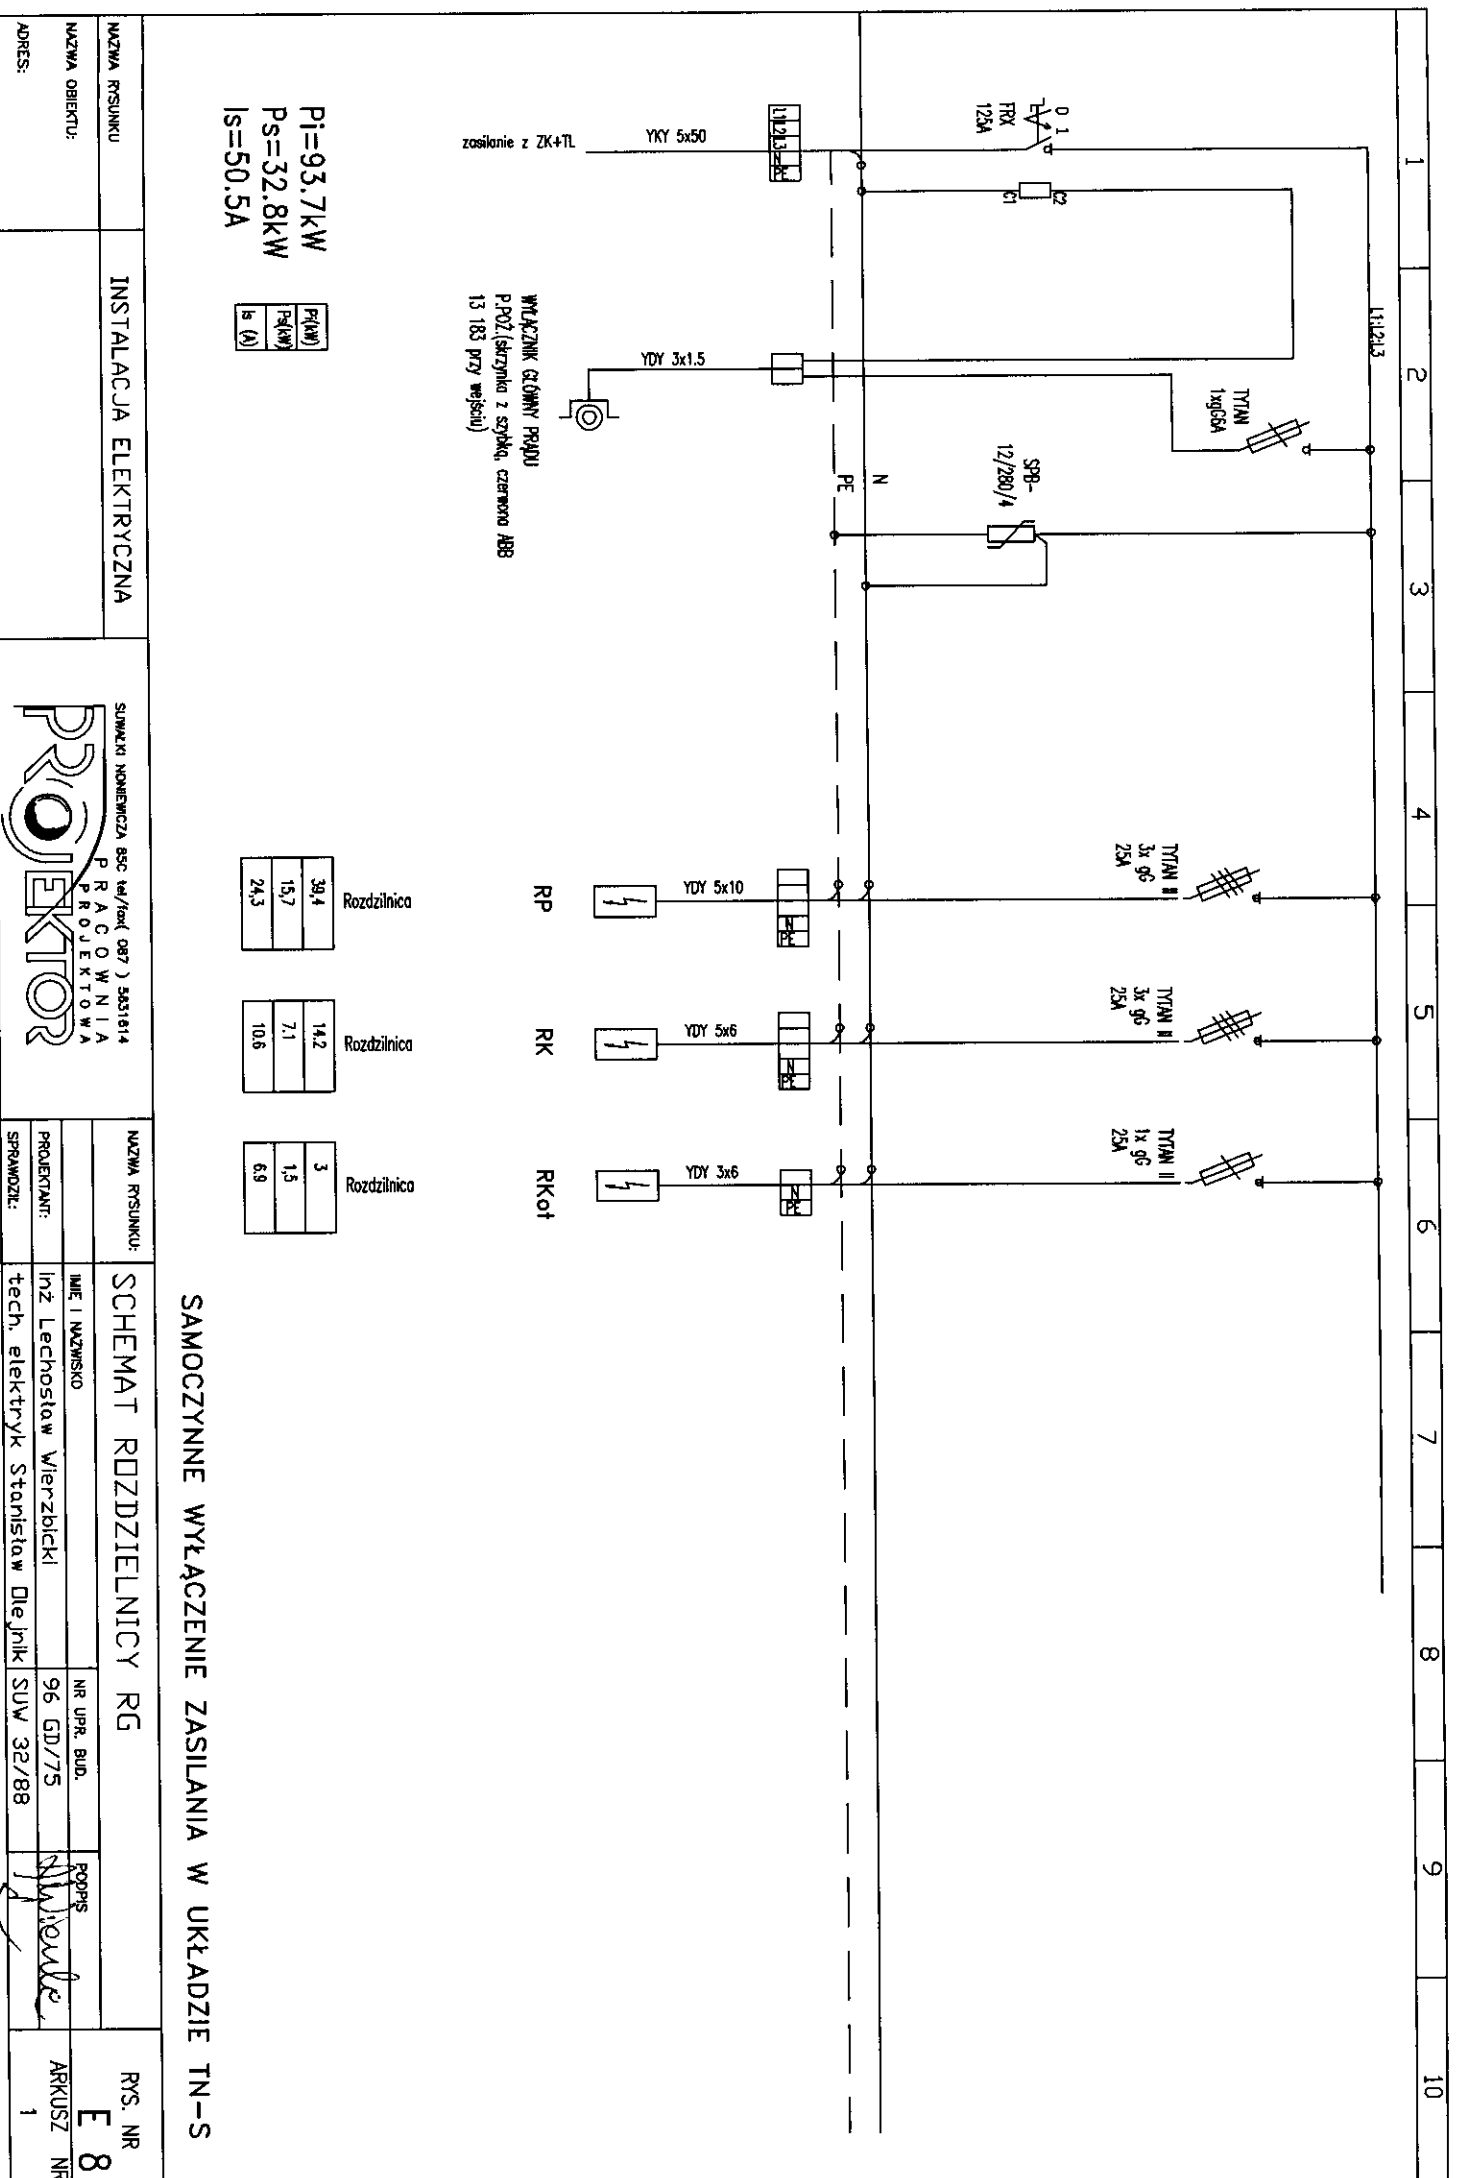 1
2
3
4
5
6
7
8
9
10
L1;L2;L3
0 1
FRX
125A
C1
C2
TYTAN
1xgG6A
SPB-
12/280/4
TYTAN II
3x gG
25A
TYTAN II
3x gG
25A
TYTAN II
1x gG
25A
N
PE
L1L2L3NPE
N
PE
N
PE
N
PE
zasilanie z ZK+TL
YKY 5x50
YDY 3x1.5
YDY 5x10
YDY 5x6
YDY 3x6
WYŁĄCZNIK GŁÓWNY PRĄDU
P.POŻ.(skrzynka z szybką, czerwona ABB
13 183 przy wejściu)
RP
RK
RKot
Rozdzilnica
Rozdzilnica
Rozdzilnica
Pi=93.7kW
Ps=32.8kW
Is=50.5A
Pi(kW)
Ps(kW)
Is (A)
39,4
15,7
24,3
14.2
7.1
10.6
3
1,5
6.9
SAMOCZYNNE WYŁĄCZENIE ZASILANIA W UKŁADZIE TN-S
NAZWA RYSUNKU
INSTALACJA ELEKTRYCZNA
NAZWA OBIEKTU:
ADRES:
SUWAŁKI NONIEWICZA 85C tel/fax( 087 ) 5631614
PRACOWNIA
PROJEKTOWA
PROJEKTOR
NAZWA RYSUNKU:
SCHEMAT ROZDZIELNICY RG
IMIĘ I NAZWISKO
NR UPR. BUD.
PODPIS
PROJEKTANT:
inż Lechosław Wierzbicki
96 GD/75
SPRAWDZIŁ:
tech. elektryk Stanisław Olejnik
SUW 32/88
RYS. NR
E 8
ARKUSZ NR
1